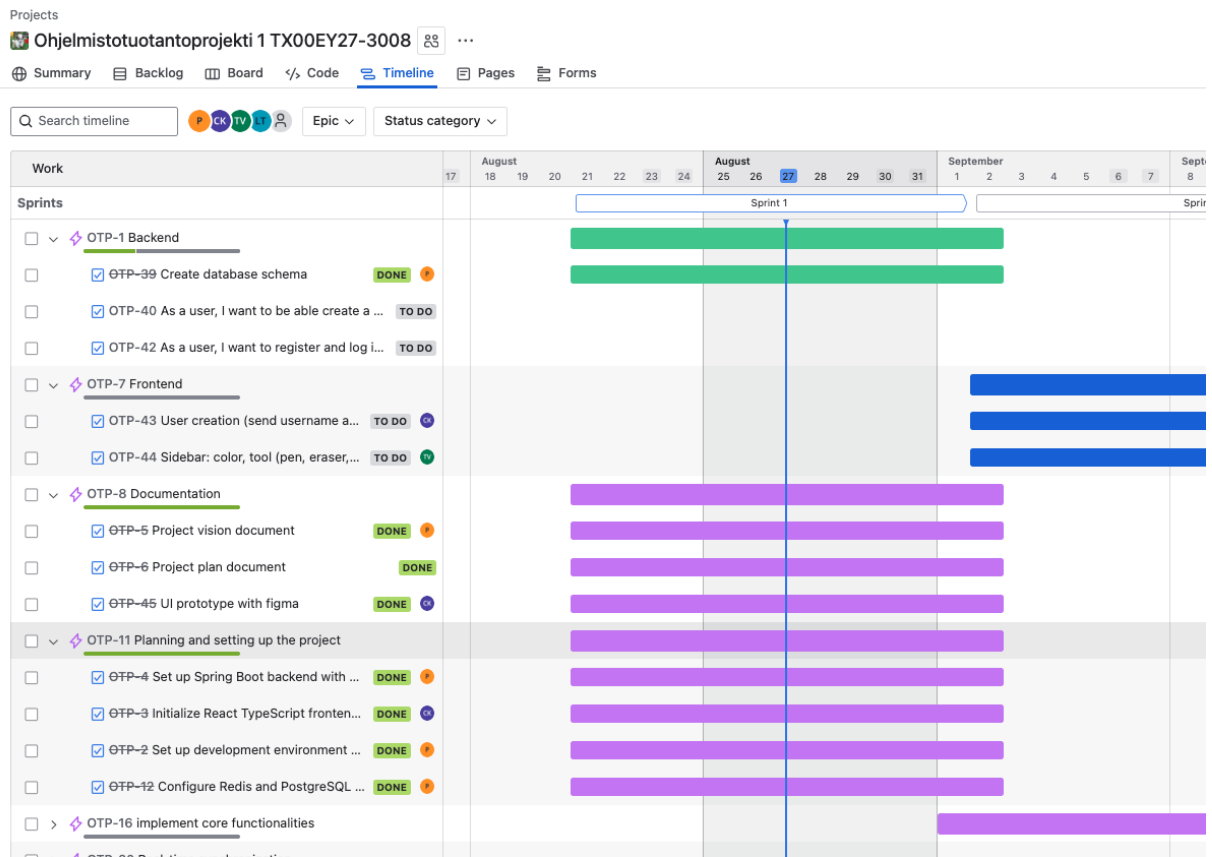 Projects
Ohjelmistotuotantoprojekti 1 TX00EY27-3008
Summary Backlog Board Code Timeline Pages Forms
Search timeline P CK TV LT Epic Status category
Work
August August September Sept
17 18 19 20 21 22 23 24 25 26 27 28 29 30 31 1 2 3 4 5 6 7 8
Sprints Sprint 1 Sprin
OTP-1 Backend
OTP-39 Create database schema DONE P
OTP-40 As a user, I want to be able create a ... TO DO
OTP-42 As a user, I want to register and log i... TO DO
OTP-7 Frontend
OTP-43 User creation (send username a... TO DO CK
OTP-44 Sidebar: color, tool (pen, eraser,... TO DO TV
OTP-8 Documentation
OTP-5 Project vision document DONE P
OTP-6 Project plan document DONE
OTP-45 UI prototype with figma DONE CK
OTP-11 Planning and setting up the project
OTP-4 Set up Spring Boot backend with ... DONE P
OTP-3 Initialize React TypeScript fronten... DONE CK
OTP-2 Set up development environment ... DONE P
OTP-12 Configure Redis and PostgreSQL ... DONE P
OTP-16 implement core functionalities